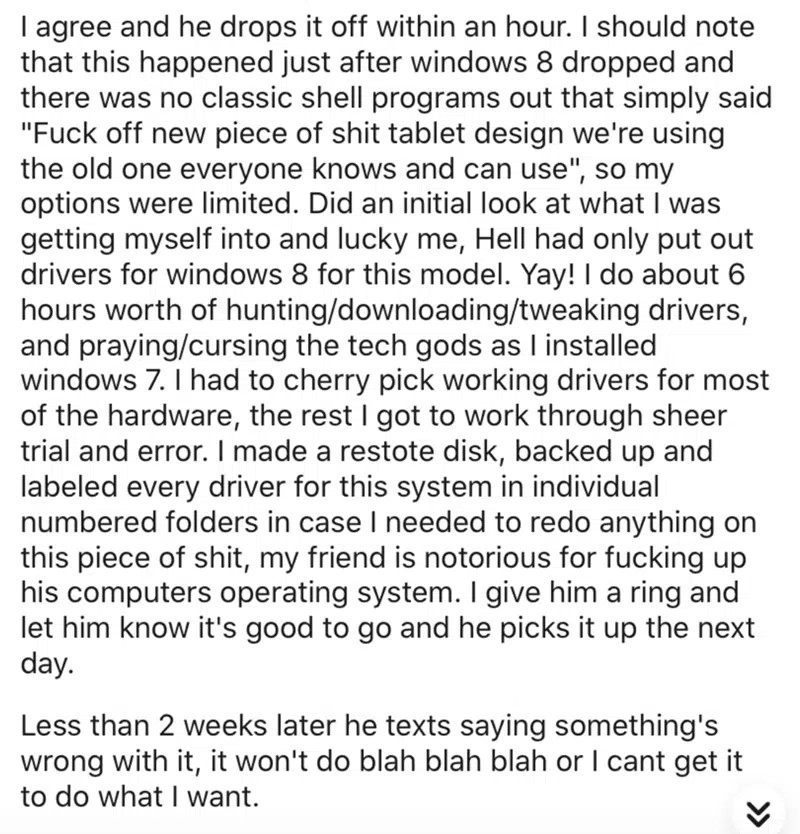 I agree and he drops it off within an hour. I should note
that this happened just after windows 8 dropped and
there was no classic shell programs out that simply said
"Fuck off new piece of shit tablet design we're using
the old one everyone knows and can use", so my
options were limited. Did an initial look at what I was
getting myself into and lucky me, Hell had only put out
drivers for windows 8 for this model. Yay! I do about 6
hours worth of hunting/downloading/tweaking drivers,
and praying/cursing the tech gods as I installed
windows 7. I had to cherry pick working drivers for most
of the hardware, the rest I got to work through sheer
trial and error. I made a restote disk, backed up and
labeled every driver for this system in individual
numbered folders in case I needed to redo anything on
this piece of shit, my friend is notorious for fucking up
his computers operating system. I give him a ring and
let him know it's good to go and he picks it up the next
day.
Less than 2 weeks later he texts saying something's
wrong with it, it won't do blah blah blah or I cant get it
to do what I want.